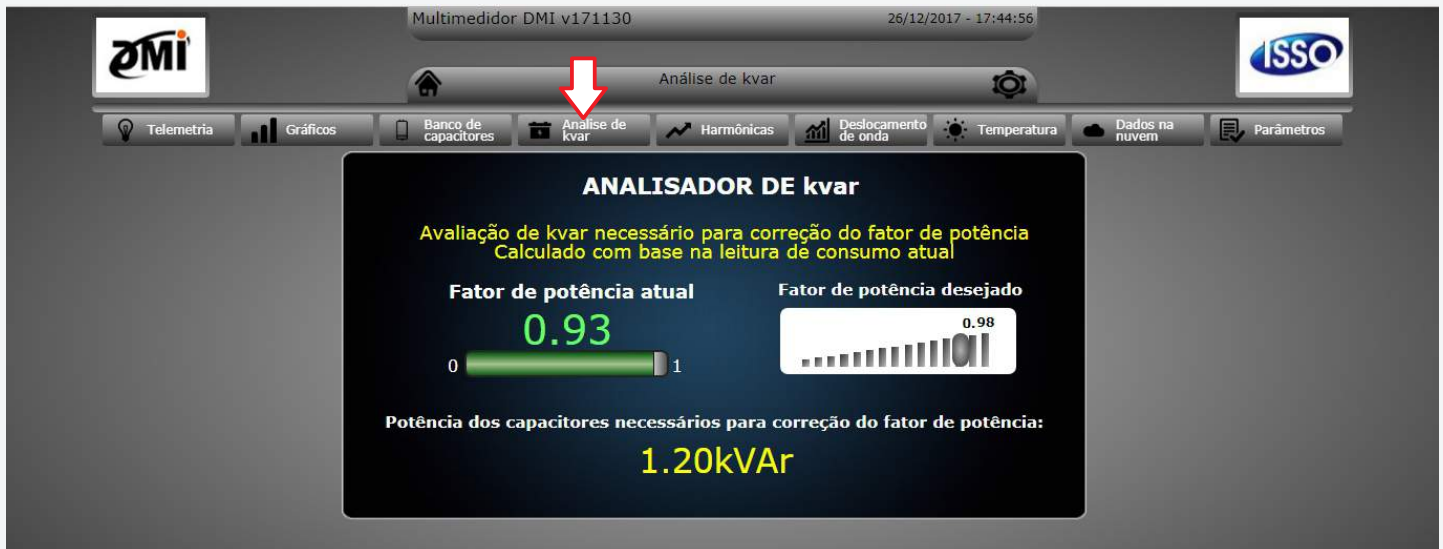 Multimedidor DMI v171130 26/12/2017 - 17:44:56
DMI
ISSO
Análise de kvar
Telemetria Gráficos Banco de capacitores Análise de kvar Harmônicas Deslocamento de onda Temperatura Dados na nuvem Parâmetros
ANALISADOR DE kvar
Avaliação de kvar necessário para correção do fator de potência
Calculado com base na leitura de consumo atual
Fator de potência atual Fator de potência desejado
0.93 0.98
0 1
Potência dos capacitores necessários para correção do fator de potência:
1.20kVAr